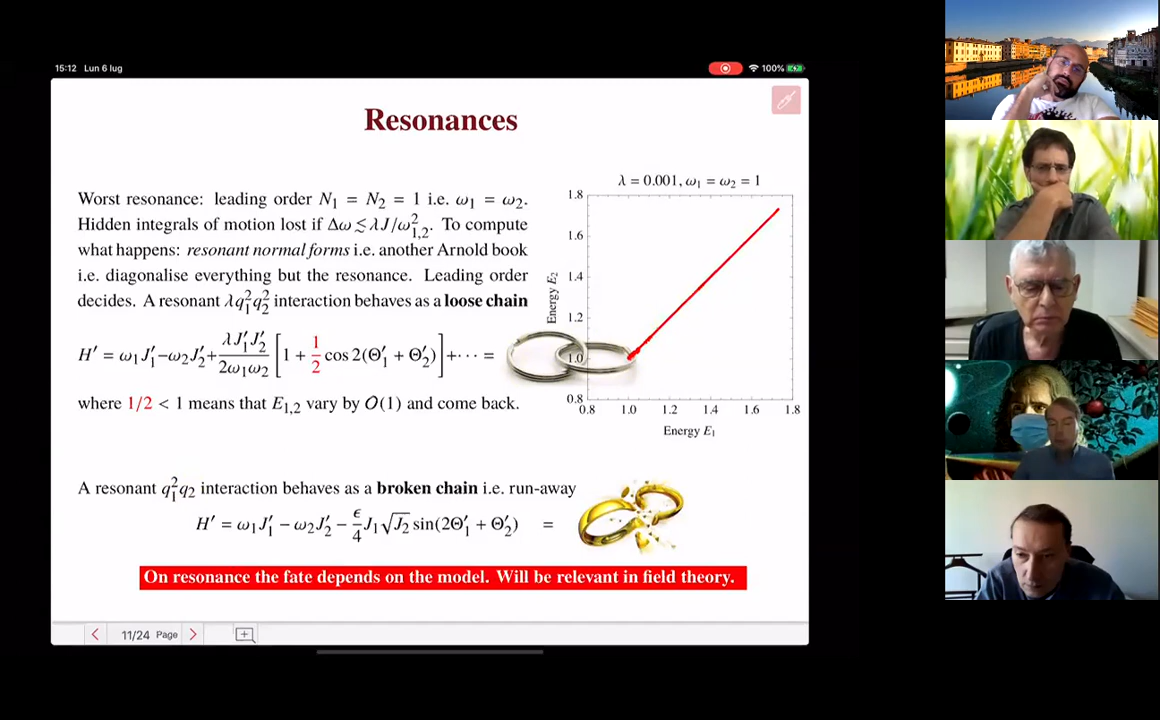 15:12 Lun 6 lug
100%
Resonances
Worst resonance: leading order N₁ = N₂ = 1 i.e. ω₁ = ω₂.
Hidden integrals of motion lost if Δω ≲ λJ/ω²₁,₂. To compute
what happens: resonant normal forms i.e. another Arnold book
i.e. diagonalise everything but the resonance. Leading order
decides. A resonant λq₁²q₂² interaction behaves as a loose chain
H′ = ω₁J′₁−ω₂J′₂+ λJ′₁J′₂/2ω₁ω₂ [1 + 1/2 cos 2(Θ′₁ + Θ′₂)] +··· =
where 1/2 < 1 means that E₁,₂ vary by O(1) and come back.
λ = 0.001, ω₁ = ω₂ = 1
1.8
1.6
1.4
1.2
1.0
0.8
Energy E₂
0.8 1.0 1.2 1.4 1.6 1.8
Energy E₁
A resonant q₁²q₂ interaction behaves as a broken chain i.e. run-away
H′ = ω₁J′₁ − ω₂J′₂ − ϵ/4 J₁√J₂ sin(2Θ′₁ + Θ′₂) =
On resonance the fate depends on the model. Will be relevant in field theory.
11/24 Page